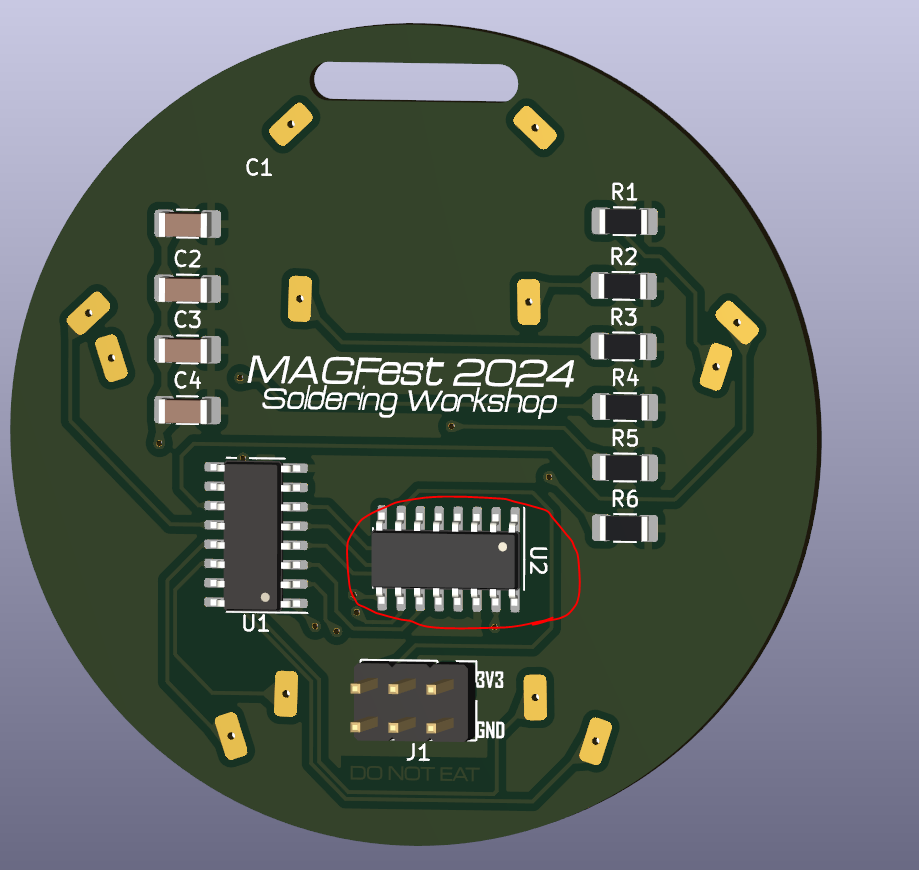 C1
R1
C2
R2
C3
R3
MAGFest 2024
C4
R4
Soldering Workshop
R5
R6
U2
U1
3V3
GND
J1
DO NOT EAT